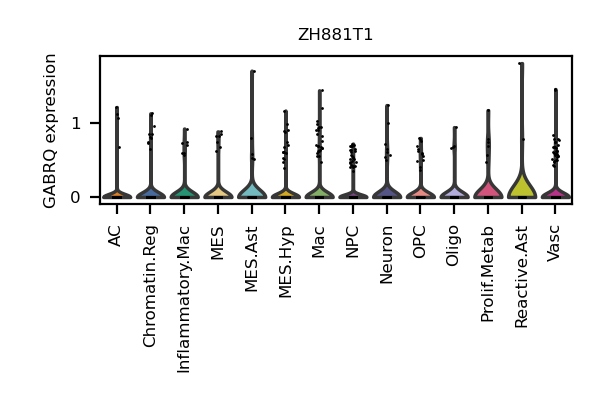 ZH881T1
GABRQ expression
1
0
AC
Chromatin.Reg
Inflammatory.Mac
MES
MES.Ast
MES.Hyp
Mac
NPC
Neuron
OPC
Oligo
Prolif.Metab
Reactive.Ast
Vasc